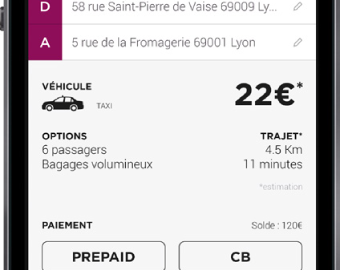 D 58 rue Saint-Pierre de Vaise 69009 Ly...
A 5 rue de la Fromagerie 69001 Lyon
VÉHICULE 22€*
TAXI
OPTIONS TRAJET*
6 passagers 4.5 Km
Bagages volumineux 11 minutes
*estimation
PAIEMENT Solde : 120€
PREPAID CB